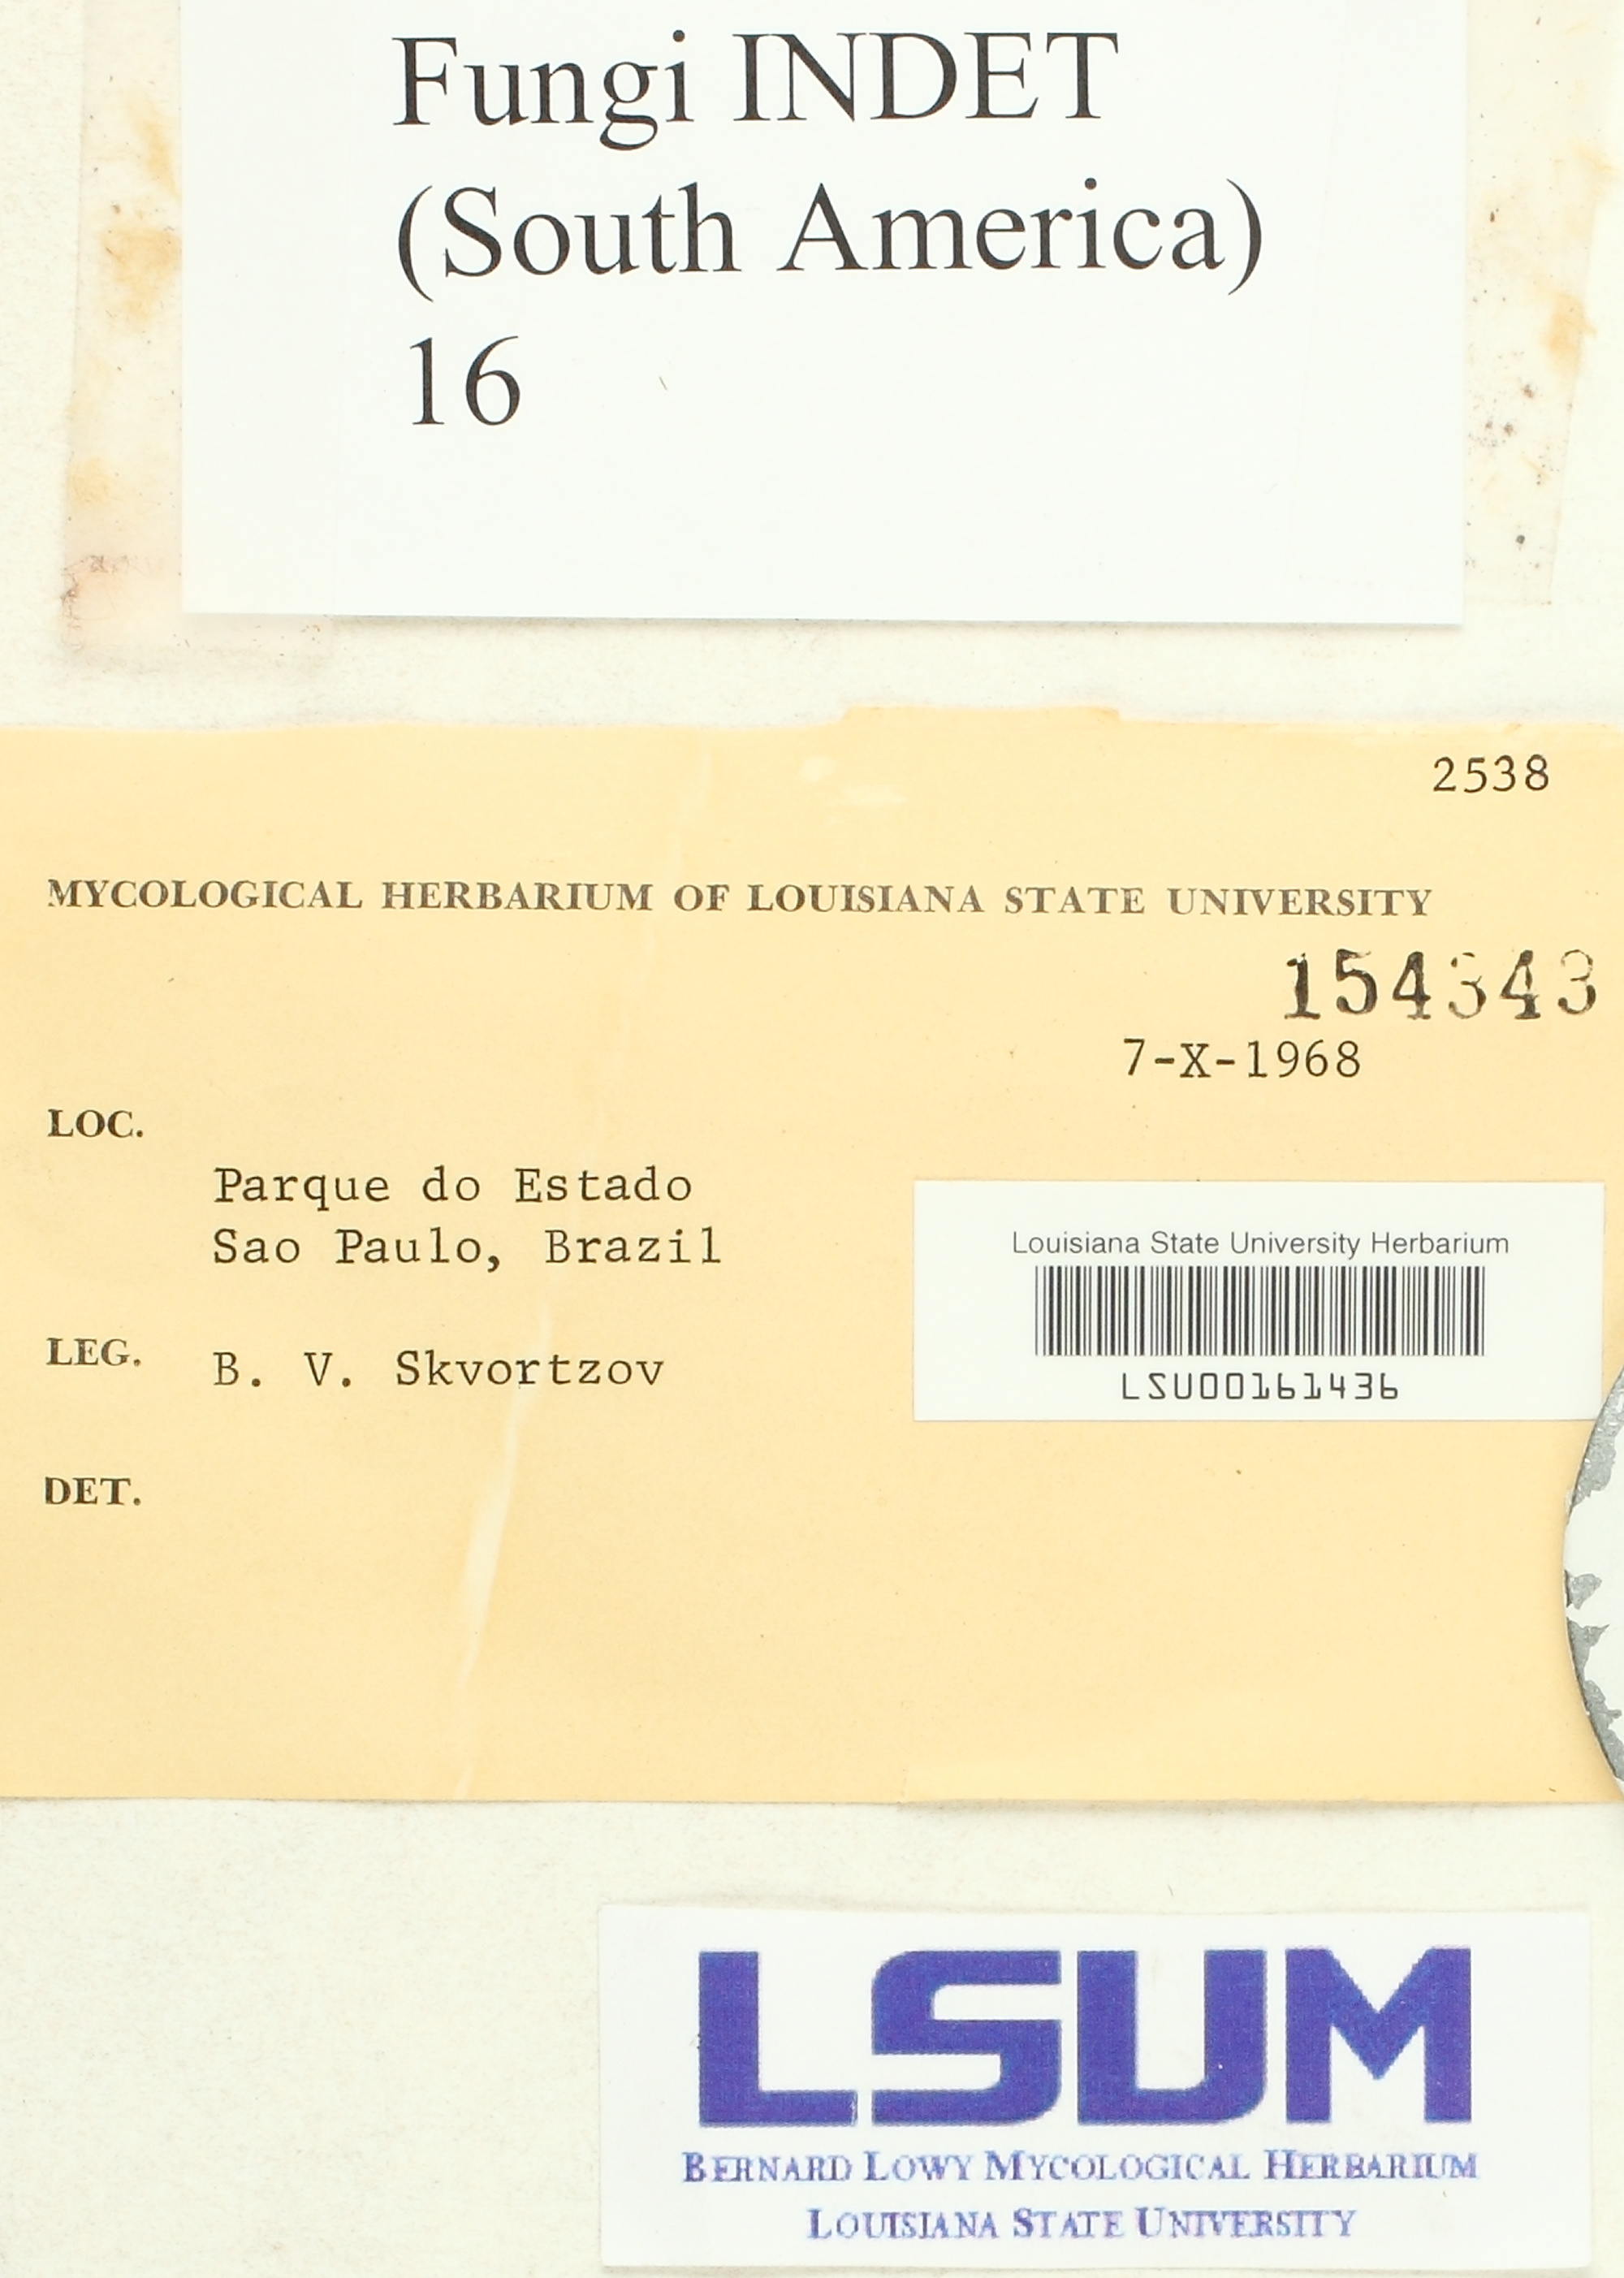 Fungi INDET
(South America)
16
2538
MYCOLOGICAL HERBARIUM OF LOUISIANA STATE UNIVERSITY
154343
7-X-1968
LOC.
Parque do Estado
Sao Paulo, Brazil
Louisiana State University Herbarium
LSU00161436
LEG. B. V. Skvortzov
DET.
LSUM
BERNARD LOWY MYCOLOGICAL HERBARIUM
LOUISIANA STATE UNIVERSITY